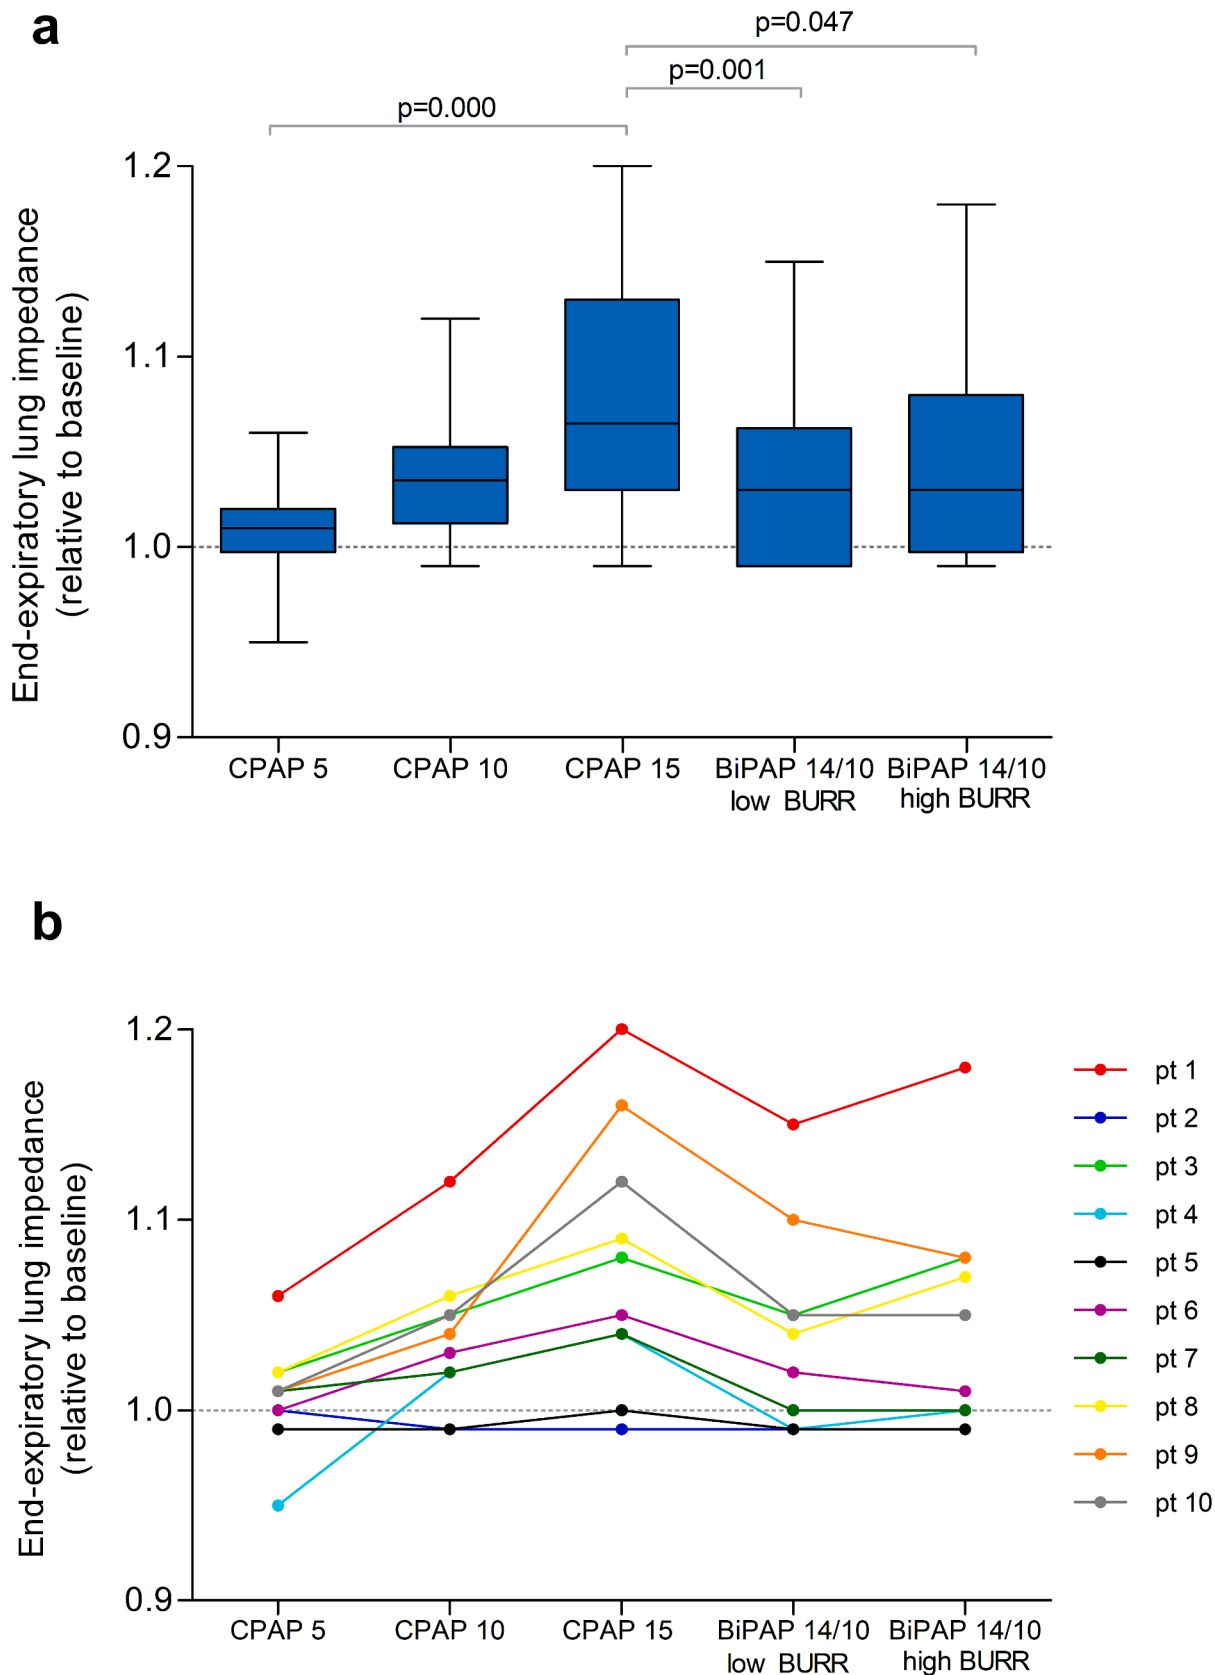 a
p=0.047
p=0.001
p=0.000
End-expiratory lung impedance
(relative to baseline)
1.2
1.1
1.0
0.9
CPAP 5
CPAP 10
CPAP 15
BiPAP 14/10
low BURR
BiPAP 14/10
high BURR
b
End-expiratory lung impedance
(relative to baseline)
1.2
1.1
1.0
0.9
CPAP 5
CPAP 10
CPAP 15
BiPAP 14/10
low BURR
BiPAP 14/10
high BURR
pt 1
pt 2
pt 3
pt 4
pt 5
pt 6
pt 7
pt 8
pt 9
pt 10